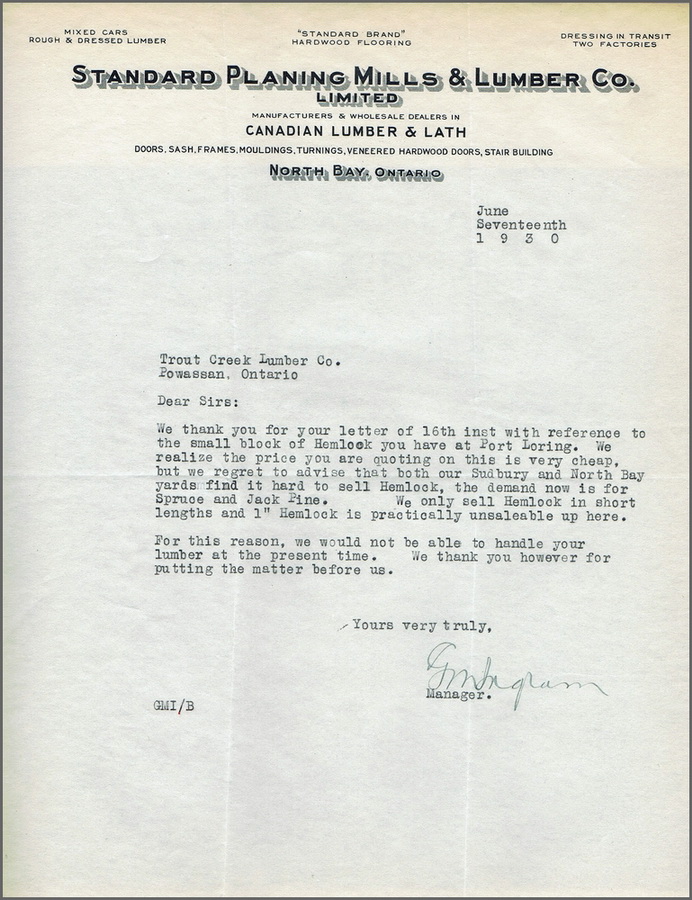 MIXED CARS
ROUGH & DRESSED LUMBER
"STANDARD BRAND"
HARDWOOD FLOORING
DRESSING IN TRANSIT
TWO FACTORIES
STANDARD PLANING MILLS & LUMBER CO.
LIMITED
MANUFACTURERS & WHOLESALE DEALERS IN
CANADIAN LUMBER & LATH
DOORS, SASH, FRAMES, MOULDINGS, TURNINGS, VENEERED HARDWOOD DOORS, STAIR BUILDING
NORTH BAY, ONTARIO
June
Seventeenth
1 9 3 0
Trout Creek Lumber Co.
Powassan, Ontario
Dear Sirs:
We thank you for your letter of 16th inst with reference to
the small block of Hemlock you have at Port Loring. We
realize the price you are quoting on this is very cheap,
but we regret to advise that both our Sudbury and North Bay
yards find it hard to sell Hemlock, the demand now is for
Spruce and Jack Pine. We only sell Hemlock in short
lengths and 1" Hemlock is practically unsaleable up here.
For this reason, we would not be able to handle your
lumber at the present time. We thank you however for
putting the matter before us.
Yours very truly,
GMIngram
Manager.
GMI/B